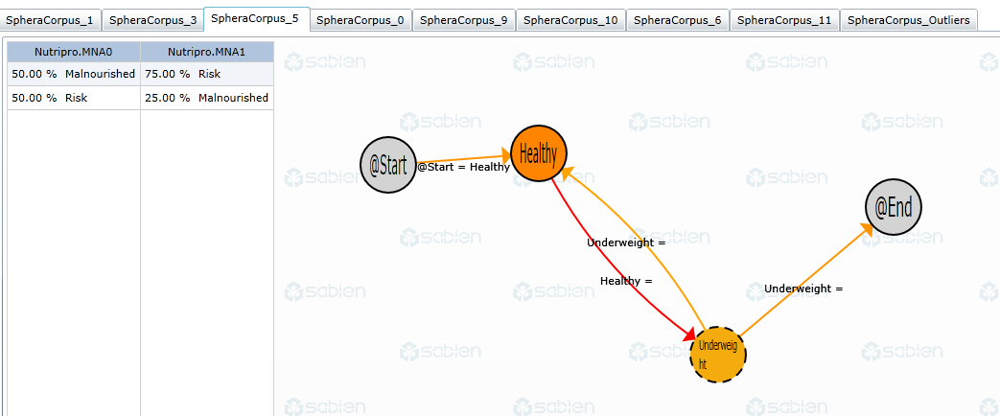 SpheraCorpus_1 SpheraCorpus_3 SpheraCorpus_5 SpheraCorpus_0 SpheraCorpus_9 SpheraCorpus_10 SpheraCorpus_6 SpheraCorpus_11 SpheraCorpus_Outliers
Nutripro.MNA0 Nutripro.MNA1
50.00 % Malnourished 75.00 % Risk
50.00 % Risk 25.00 % Malnourished
@Start
@Start = Healthy
Healthy
@End
Underweight =
Healthy =
Underweight =
Underweig
ht
sabien